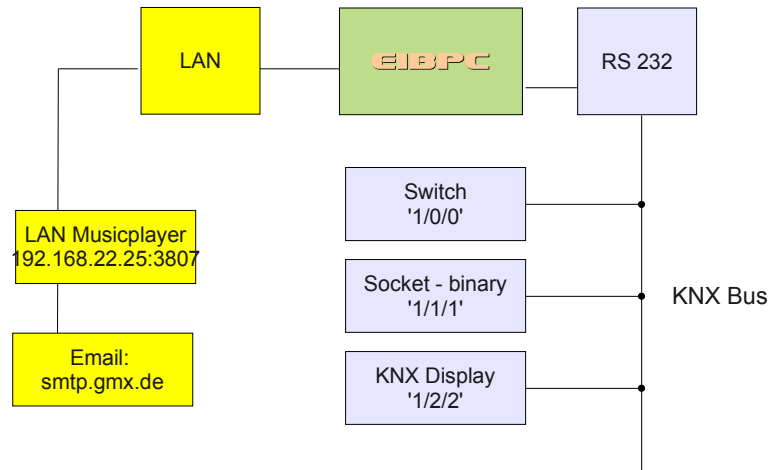 LAN
EIBPC
RS 232
Switch
'1/0/0'
LAN Musicplayer
192.168.22.25:3807
Socket - binary
'1/1/1'
KNX Bus
Email:
smtp.gmx.de
KNX Display
'1/2/2'